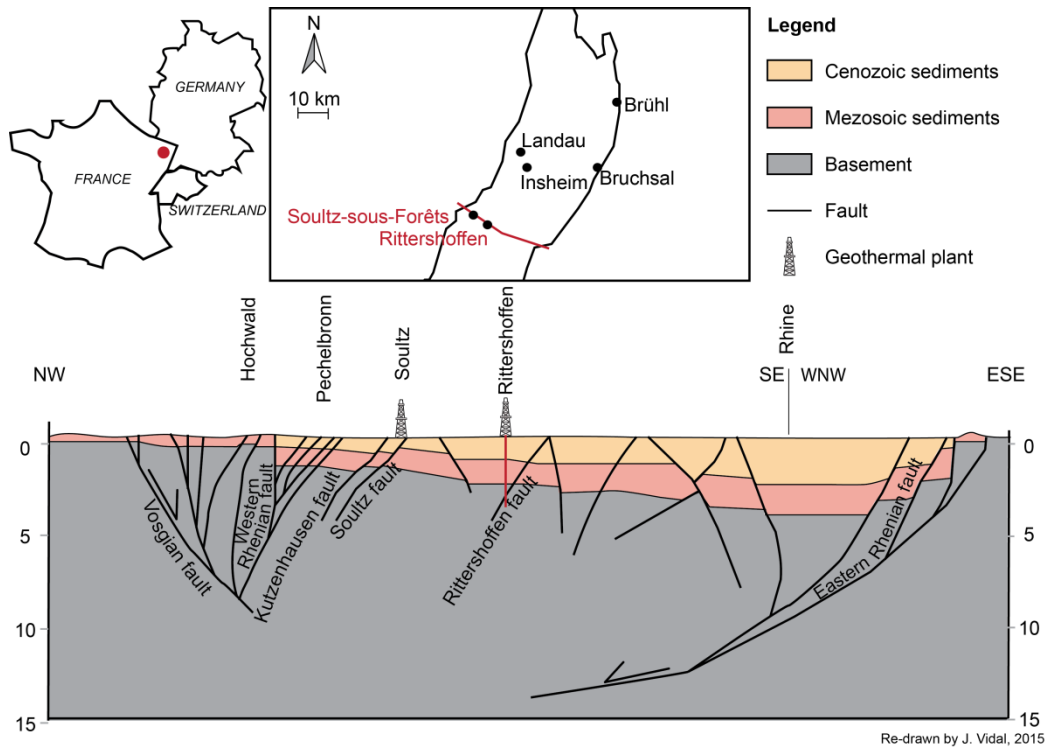 GERMANY
FRANCE
SWITZERLAND
N
10 km
Brühl
Landau
Insheim
Bruchsal
Soultz-sous-Forêts
Rittershoffen
Legend
Cenozoic sediments
Mezosoic sediments
Basement
Fault
Geothermal plant
NW
Hochwald
Pechelbronn
Soultz
Rittershoffen
SE
Rhine
WNW
ESE
0
5
10
15
0
5
10
15
Vosgian fault
Western
Rhenian fault
Kutzenhausen fault
Soultz fault
Rittershoffen fault
Eastern Rhenian fault
Re-drawn by J. Vidal, 2015